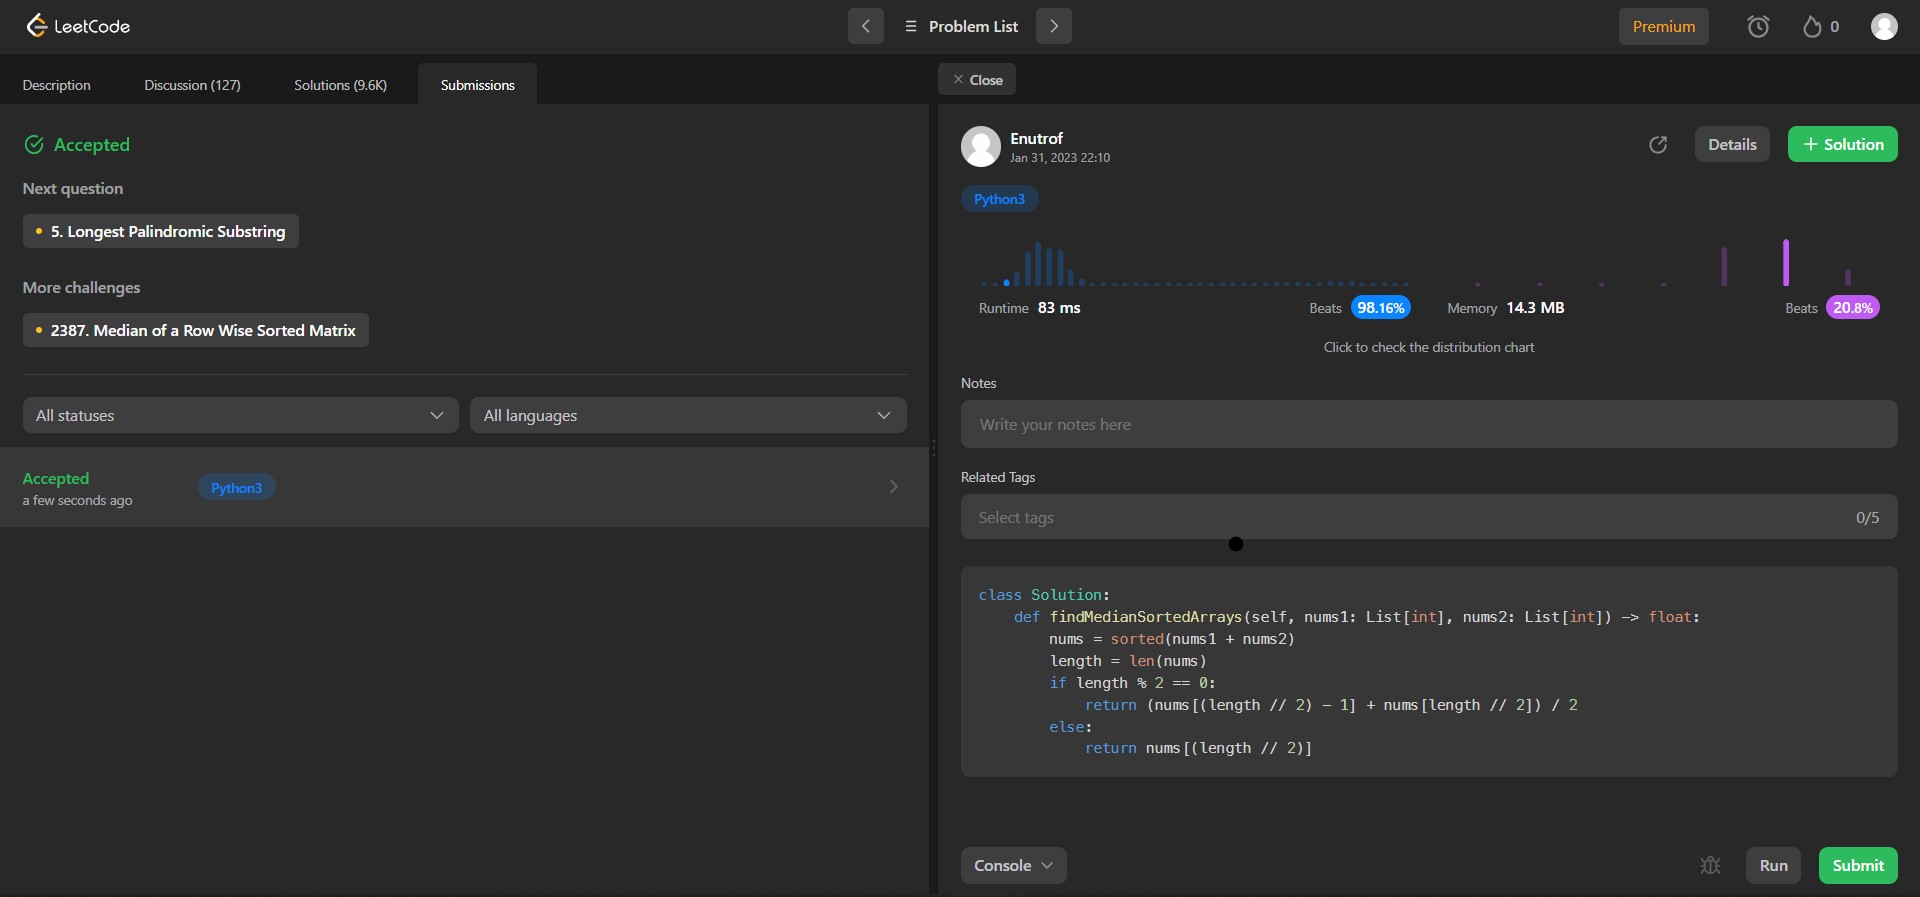 LeetCode
Problem List
Premium
0
Description
Discussion (127)
Solutions (9.6K)
Submissions
Close
Accepted
Next question
5. Longest Palindromic Substring
More challenges
2387. Median of a Row Wise Sorted Matrix
All statuses
All languages
Accepted
a few seconds ago
Python3
Enutrof
Jan 31, 2023 22:10
Details
+ Solution
Python3
Runtime 83 ms
Beats 98.16%
Memory 14.3 MB
Beats 20.8%
Click to check the distribution chart
Notes
Write your notes here
Related Tags
Select tags
0/5
class Solution:
    def findMedianSortedArrays(self, nums1: List[int], nums2: List[int]) -> float:
        nums = sorted(nums1 + nums2)
        length = len(nums)
        if length % 2 == 0:
            return (nums[(length // 2) - 1] + nums[length // 2]) / 2
        else:
            return nums[(length // 2)]
Console
Run
Submit